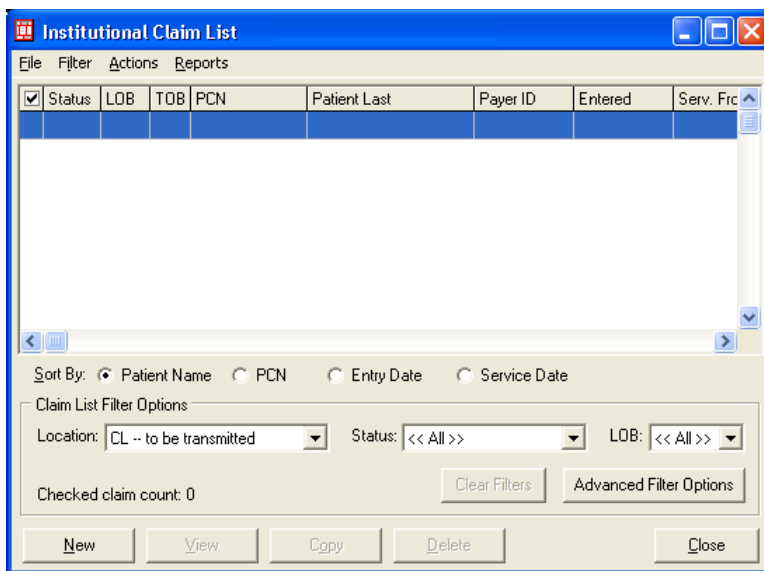 Institutional Claim List
File Filter Actions Reports
Status LOB TOB PCN Patient Last Payer ID Entered Serv. Frc
Sort By: Patient Name PCN Entry Date Service Date
Claim List Filter Options
Location: CL -- to be transmitted Status: << All >> LOB: << All >>
Clear Filters Advanced Filter Options
Checked claim count: 0
New View Copy Delete Close